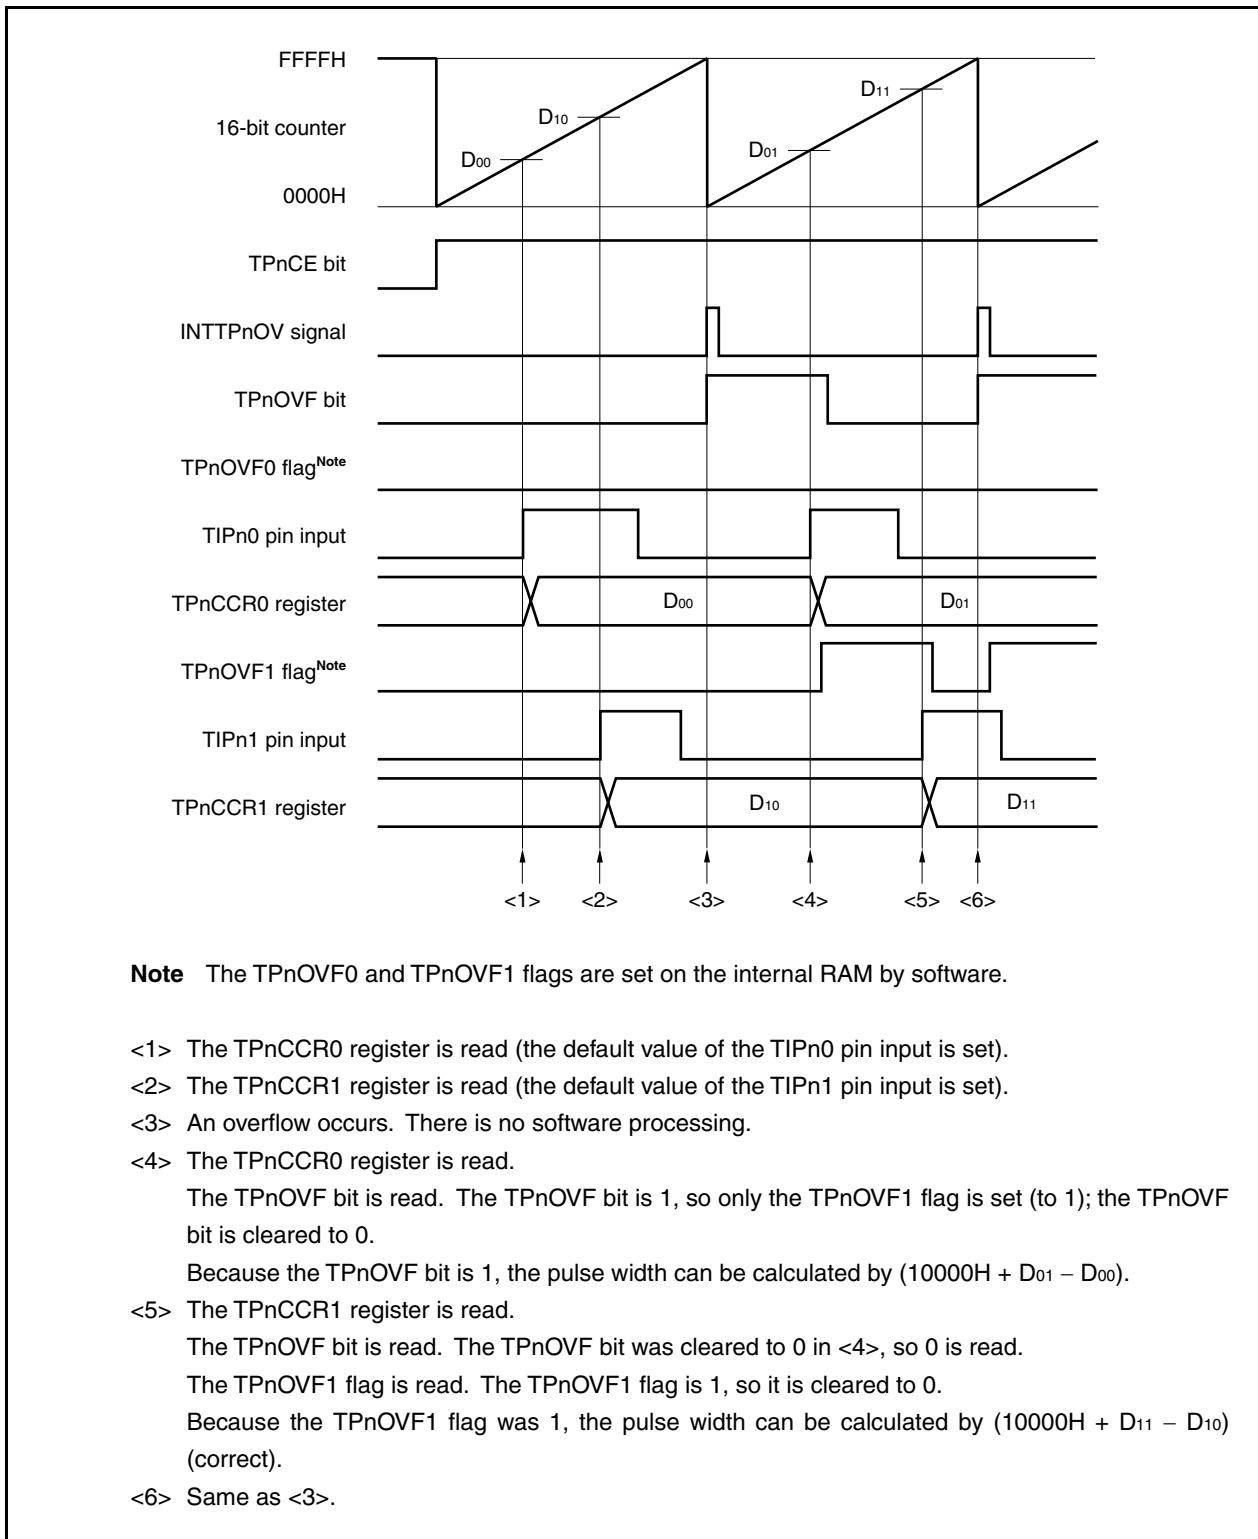 FFFFH
D10
D11
16-bit counter
D00
D01
0000H
TPnCE bit
INTTPnOV signal
TPnOVF bit
TPnOVF0 flagNote
TIPn0 pin input
TPnCCR0 register
D00
D01
TPnOVF1 flagNote
TIPn1 pin input
TPnCCR1 register
D10
D11
<1> <2> <3> <4> <5> <6>
Note The TPnOVF0 and TPnOVF1 flags are set on the internal RAM by software.
<1> The TPnCCR0 register is read (the default value of the TIPn0 pin input is set).
<2> The TPnCCR1 register is read (the default value of the TIPn1 pin input is set).
<3> An overflow occurs. There is no software processing.
<4> The TPnCCR0 register is read.
The TPnOVF bit is read. The TPnOVF bit is 1, so only the TPnOVF1 flag is set (to 1); the TPnOVF
bit is cleared to 0.
Because the TPnOVF bit is 1, the pulse width can be calculated by (10000H + D01 − D00).
<5> The TPnCCR1 register is read.
The TPnOVF bit is read. The TPnOVF bit was cleared to 0 in <4>, so 0 is read.
The TPnOVF1 flag is read. The TPnOVF1 flag is 1, so it is cleared to 0.
Because the TPnOVF1 flag was 1, the pulse width can be calculated by (10000H + D11 − D10)
(correct).
<6> Same as <3>.